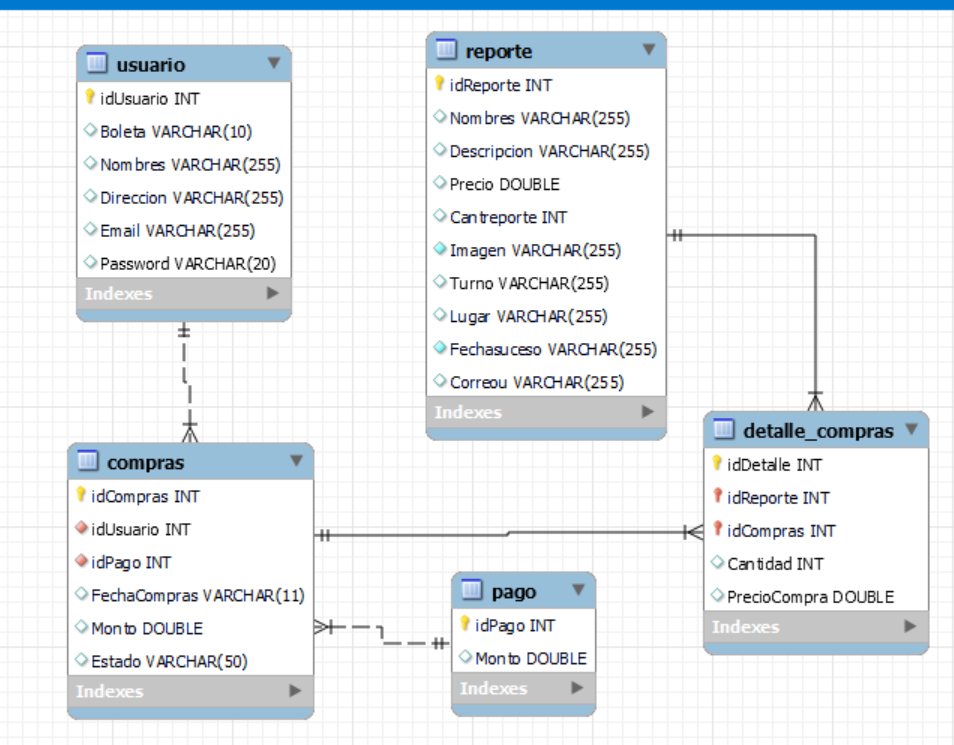 usuario
idUsuario INT
Boleta VARCHAR(10)
Nombres VARCHAR(255)
Direccion VARCHAR(255)
Email VARCHAR(255)
Password VARCHAR(20)
Indexes
reporte
idReporte INT
Nombres VARCHAR(255)
Descripcion VARCHAR(255)
Precio DOUBLE
Cantreporte INT
Imagen VARCHAR(255)
Turno VARCHAR(255)
Lugar VARCHAR(255)
Fechasuceso VARCHAR(255)
Correou VARCHAR(255)
Indexes
compras
idCompras INT
idUsuario INT
idPago INT
FechaCompras VARCHAR(11)
Monto DOUBLE
Estado VARCHAR(50)
Indexes
pago
idPago INT
Monto DOUBLE
Indexes
detalle_compras
idDetalle INT
idReporte INT
idCompras INT
Cantidad INT
PrecioCompra DOUBLE
Indexes